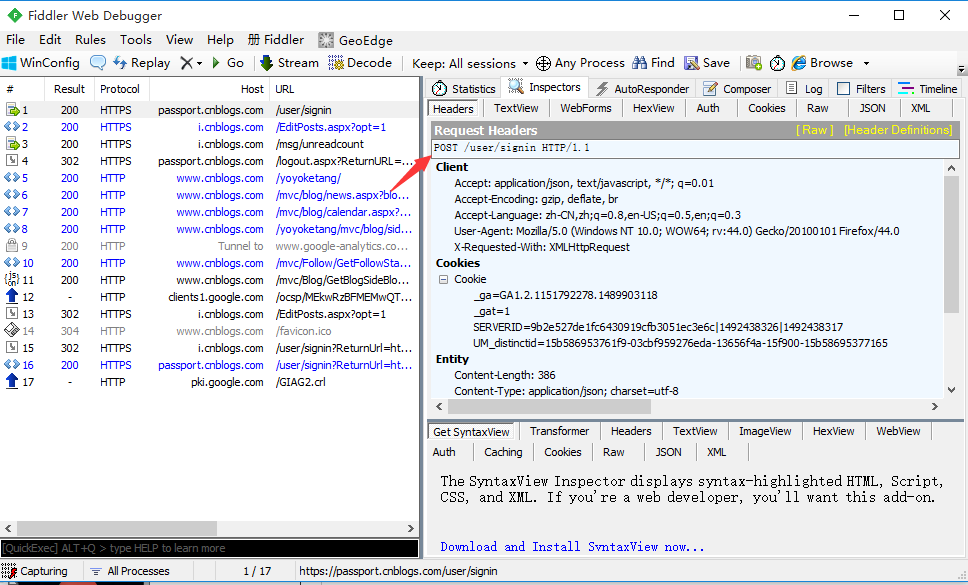 Fiddler Web Debugger
File Edit Rules Tools View Help 册 Fiddler GeoEdge
WinConfig Replay Go Stream Decode Keep: All sessions Any Process Find Save Browse
# Result Protocol Host URL
1 200 HTTPS passport.cnblogs.com /user/signin
2 200 HTTPS i.cnblogs.com /EditPosts.aspx?opt=1
3 200 HTTPS i.cnblogs.com /msg/unreadcount
4 302 HTTPS passport.cnblogs.com /logout.aspx?ReturnURL=...
5 200 HTTP www.cnblogs.com /yoyoketang/
6 200 HTTP www.cnblogs.com /mvc/blog/news.aspx?blo...
7 200 HTTP www.cnblogs.com /mvc/blog/calendar.aspx?...
8 200 HTTP www.cnblogs.com /yoyoketang/mvc/blog/sid...
9 200 HTTP Tunnel to www.google-analytics.co...
10 200 HTTP www.cnblogs.com /mvc/Follow/GetFollowSta...
11 200 HTTP www.cnblogs.com /mvc/Blog/GetBlogSideBlo...
12 - HTTP clients1.google.com /ocsp/MEkwRzBFMEMwQT...
13 302 HTTPS i.cnblogs.com /EditPosts.aspx?opt=1
14 304 HTTP www.cnblogs.com /favicon.ico
15 302 HTTPS i.cnblogs.com /user/signin?ReturnUrl=ht...
16 200 HTTPS passport.cnblogs.com /user/signin?ReturnUrl=ht...
17 - HTTP pki.google.com /GIAG2.crl
[QuickExec] ALT+Q > type HELP to learn more
Statistics Inspectors AutoResponder Composer Log Filters Timeline
Headers TextView WebForms HexView Auth Cookies Raw JSON XML
Request Headers [ Raw ] [Header Definitions]
POST /user/signin HTTP/1.1
Client
Accept: application/json, text/javascript, */*; q=0.01
Accept-Encoding: gzip, deflate, br
Accept-Language: zh-CN,zh;q=0.8,en-US;q=0.5,en;q=0.3
User-Agent: Mozilla/5.0 (Windows NT 10.0; WOW64; rv:44.0) Gecko/20100101 Firefox/44.0
X-Requested-With: XMLHttpRequest
Cookies
Cookie
_ga=GA1.2.1151792278.1489903118
_gat=1
SERVERID=9b2e527de1fc6430919cfb3051ec3e6c|1492438326|1492438317
UM_distinctid=15b586953761f9-03cbf959276eda-13656f4a-15f900-15b58695377165
Entity
Content-Length: 386
Content-Type: application/json; charset=utf-8
Get SyntaxView Transformer Headers TextView ImageView HexView WebView
Auth Caching Cookies Raw JSON XML
The SyntaxView Inspector displays syntax-highlighted HTML, Script,
CSS, and XML. If you're a web developer, you'll want this add-on.
Download and Install SyntaxView now...
Capturing All Processes 1 / 17 https://passport.cnblogs.com/user/signin